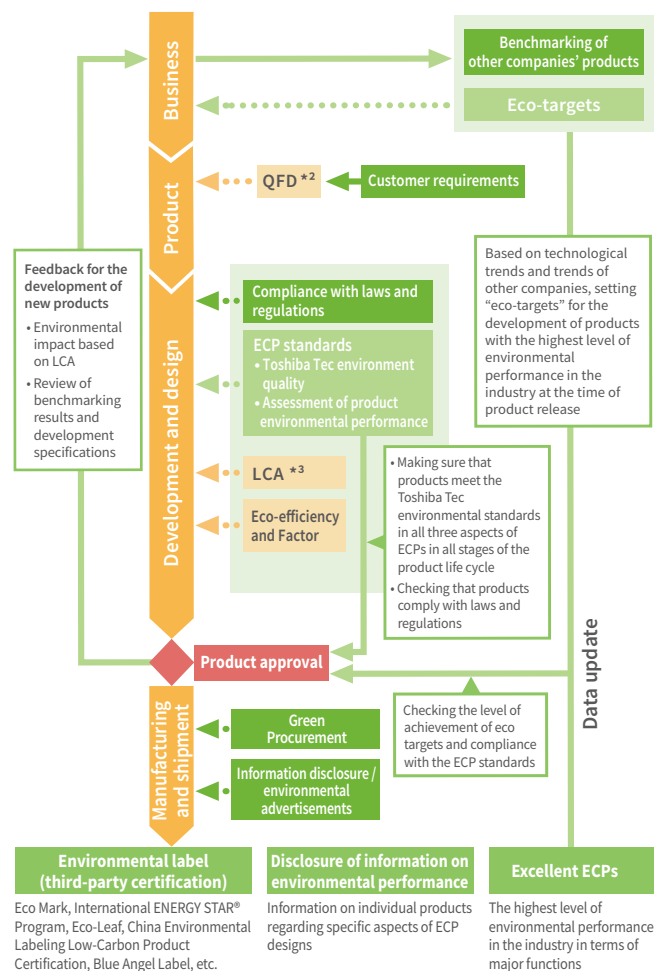 Business
Benchmarking of
other companies' products
Eco-targets
Product
QFD *2
Customer requirements
Feedback for the
development of
new products
• Environmental
impact based
on LCA
• Review of
benchmarking
results and
development
specifications
Based on technological
trends and trends of
other companies, setting
“eco-targets” for the
development of products
with the highest level of
environmental
performance in the
industry at the time of
product release
Development and design
Compliance with laws and
regulations
ECP standards
• Toshiba Tec environment
quality
• Assessment of product
environmental performance
LCA *3
Eco-efficiency
and Factor
• Making sure that
products meet the
Toshiba Tec
environmental standards
in all three aspects of
ECPs in all stages of the
product life cycle
• Checking that products
comply with laws and
regulations
Product approval
Data update
Checking the level of
achievement of eco
targets and compliance
with the ECP standards
Manufacturing
and shipment
Green
Procurement
Information disclosure /
environmental
advertisements
Environmental label
(third-party certification)
Eco Mark, International ENERGY STAR®
Program, Eco-Leaf, China Environmental
Labeling Low-Carbon Product
Certification, Blue Angel Label, etc.
Disclosure of information on
environmental performance
Information on individual products
regarding specific aspects of ECP
designs
Excellent ECPs
The highest level of
environmental performance
in the industry in terms of
major functions